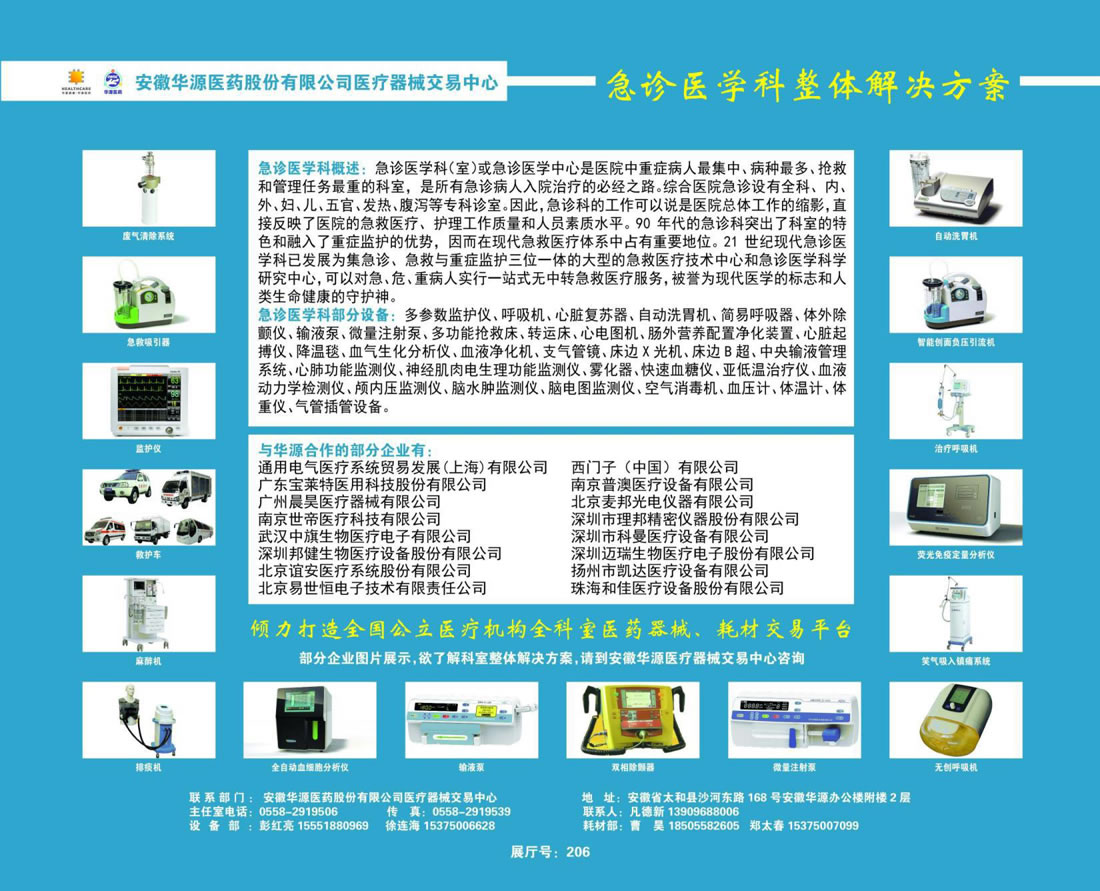 HEALTHCARE
华源医药
安徽华源医药股份有限公司医疗器械交易中心
急诊医学科整体解决方案
急诊医学科概述：急诊医学科(室)或急诊医学中心是医院中重症病人最集中、病种最多、抢救
和管理任务最重的科室，是所有急诊病人入院治疗的必经之路。综合医院急诊设有全科、内、
外、妇、儿、五官、发热、腹泻等专科诊室。因此,急诊科的工作可以说是医院总体工作的缩影,直
接反映了医院的急救医疗、护理工作质量和人员素质水平。90 年代的急诊科突出了科室的特
色和融入了重症监护的优势，因而在现代急救医疗体系中占有重要地位。21 世纪现代急诊医
学科已发展为集急诊、急救与重症监护三位一体的大型的急救医疗技术中心和急诊医学科学
研究中心,可以对急、危、重病人实行一站式无中转急救医疗服务,被誉为现代医学的标志和人
类生命健康的守护神。
急诊医学科部分设备：多参数监护仪、呼吸机、心脏复苏器、自动洗胃机、简易呼吸器、体外除
颤仪、输液泵、微量注射泵、多功能抢救床、转运床、心电图机、肠外营养配置净化装置、心脏起
搏仪、降温毯、血气生化分析仪、血液净化机、支气管镜、床边 X 光机、床边 B 超、中央输液管理
系统、心肺功能监测仪、神经肌肉电生理功能监测仪、雾化器、快速血糖仪、亚低温治疗仪、血液
动力学检测仪、颅内压监测仪、脑水肿监测仪、脑电图监测仪、空气消毒机、血压计、体温计、体
重仪、气管插管设备。
与华源合作的部分企业有：
通用电气医疗系统贸易发展(上海)有限公司 西门子（中国）有限公司
广东宝莱特医用科技股份有限公司 南京普澳医疗设备有限公司
广州晨昊医疗器械有限公司 北京麦邦光电仪器有限公司
南京世帝医疗科技有限公司 深圳市理邦精密仪器股份有限公司
武汉中旗生物医疗电子有限公司 深圳市科曼医疗设备有限公司
深圳邦健生物医疗设备股份有限公司 深圳迈瑞生物医疗电子股份有限公司
北京谊安医疗系统股份有限公司 扬州市凯达医疗设备有限公司
北京易世恒电子技术有限责任公司 珠海和佳医疗设备股份有限公司
倾力打造全国公立医疗机构全科室医药器械、耗材交易平台
部分企业图片展示,欲了解科室整体解决方案,请到安徽华源医疗器械交易中心咨询
废气清除系统
急救吸引器
监护仪
救护车
麻醉机
自动洗胃机
智能创面负压引流机
治疗呼吸机
荧光免疫定量分析仪
笑气吸入镇痛系统
排痰机
全自动血细胞分析仪
输液泵
双相除颤器
微量注射泵
无创呼吸机
联系部门：安徽华源医药股份有限公司医疗器械交易中心
主任室电话：0558-2919506 传 真：0558-2919539
设 备 部：彭红亮 15551880969 徐连海 15375006628
地 址：安徽省太和县沙河东路 168 号安徽华源办公楼附楼 2 层
联系人：凡德新 13909688006
耗材部：曹 昊 18505582605 郑太春 15375007099
展厅号：206